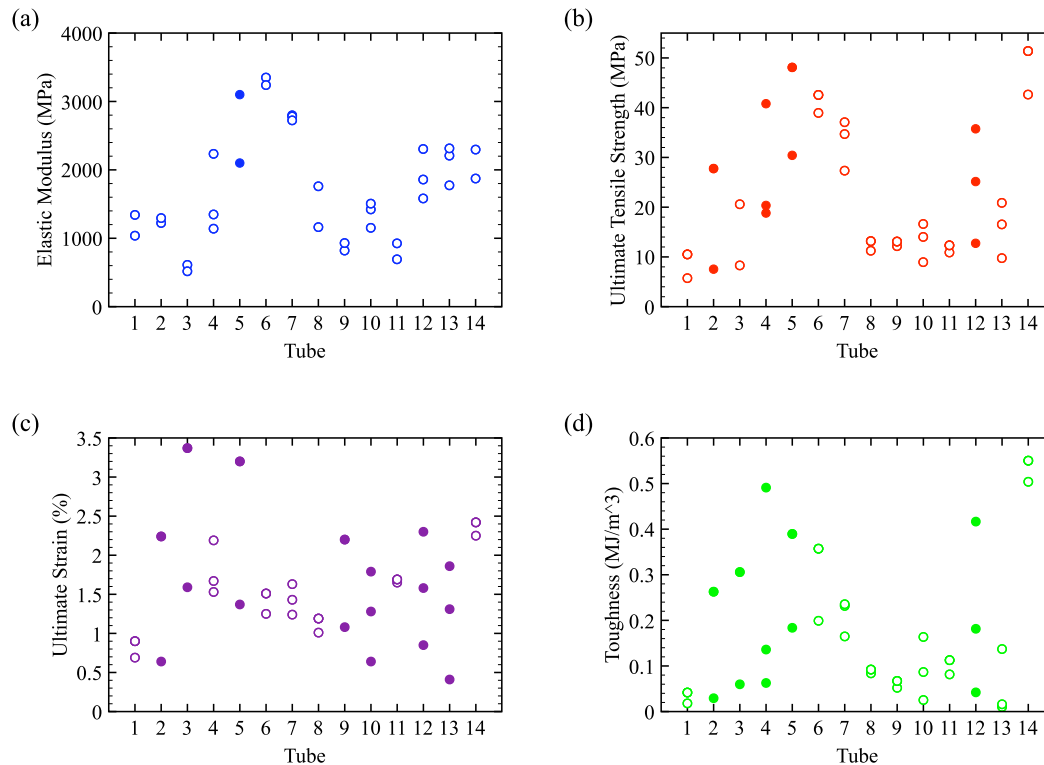 (a)
4000
3000
2000
1000
0
Elastic Modulus (MPa)
1 2 3 4 5 6 7 8 9 10 11 12 13 14
Tube
(b)
50
40
30
20
10
0
Ultimate Tensile Strength (MPa)
1 2 3 4 5 6 7 8 9 10 11 12 13 14
Tube
(c)
3.5
3
2.5
2
1.5
1
0.5
0
Ultimate Strain (%)
1 2 3 4 5 6 7 8 9 10 11 12 13 14
Tube
(d)
0.6
0.5
0.4
0.3
0.2
0.1
0
Toughness (MJ/m^3)
1 2 3 4 5 6 7 8 9 10 11 12 13 14
Tube